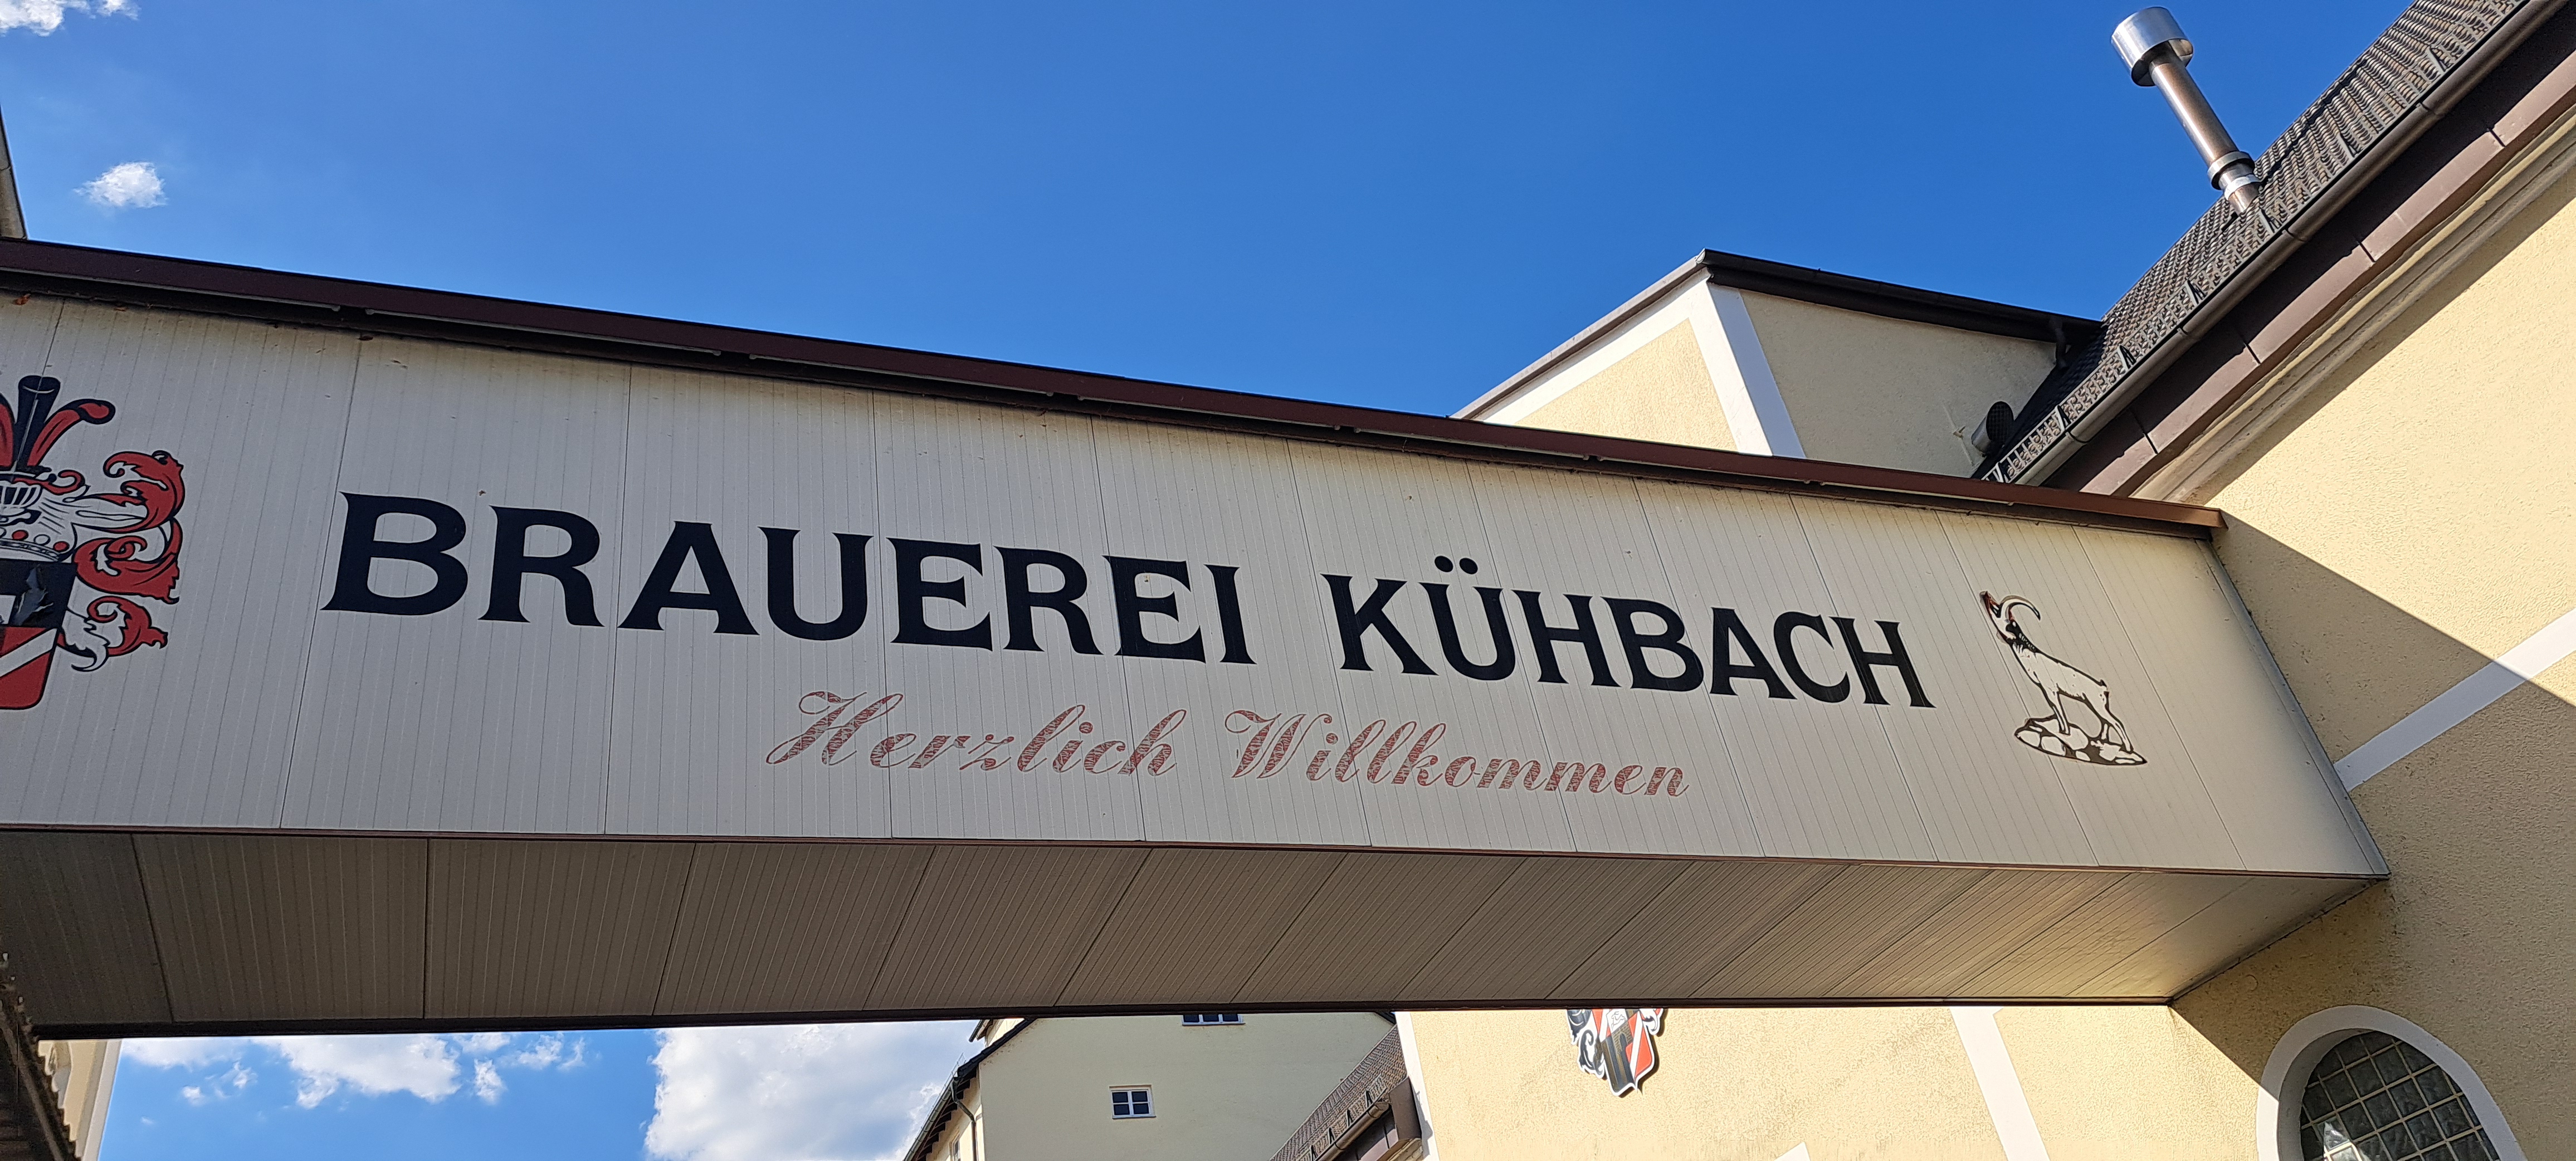 BRAUEREI KÜHBACH
Herzlich Willkommen